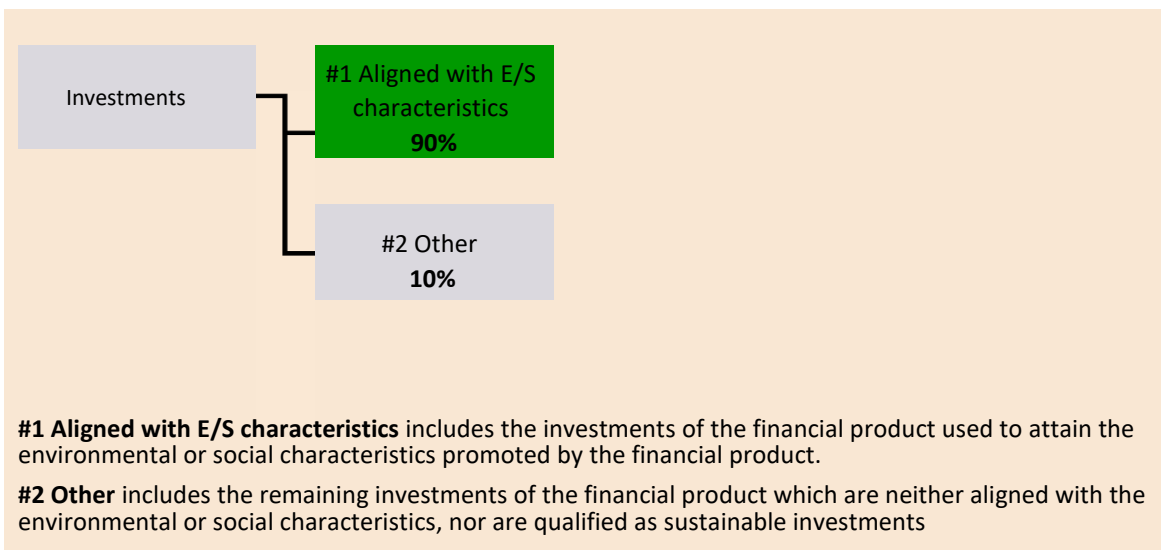 Investments
#1 Aligned with E/S
characteristics
90%
#2 Other
10%
#1 Aligned with E/S characteristics includes the investments of the financial product used to attain the
environmental or social characteristics promoted by the financial product.
#2 Other includes the remaining investments of the financial product which are neither aligned with the
environmental or social characteristics, nor are qualified as sustainable investments